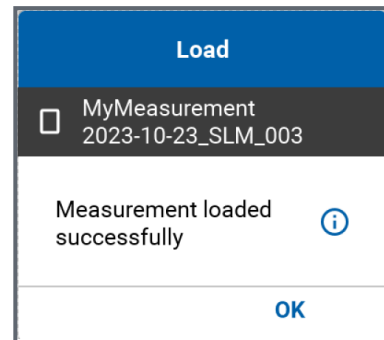 Load
MyMeasurement
2023-10-23_SLM_003
Measurement loaded
successfully
OK